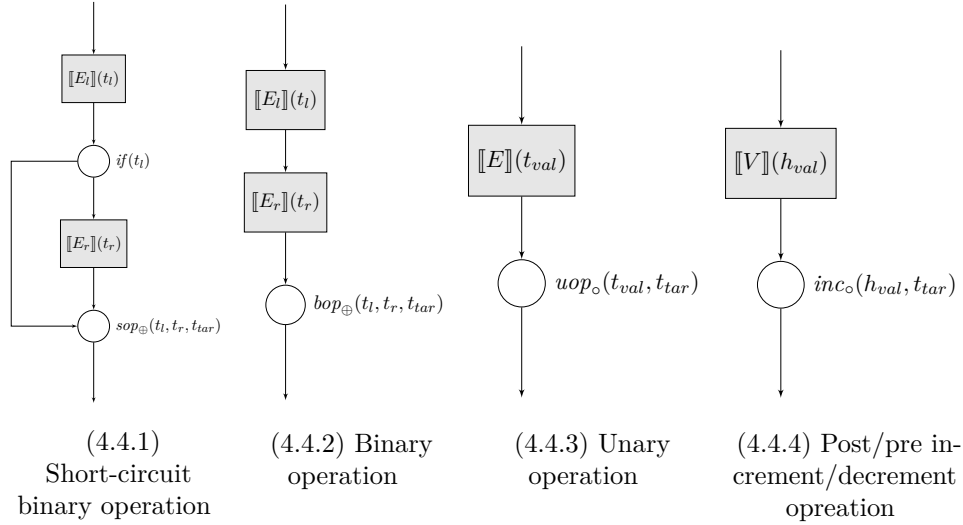 ⟦E_l⟧(t_l)
if(t_l)
⟦E_r⟧(t_r)
sop_⊕(t_l, t_r, t_tar)
(4.4.1)
Short-circuit
binary operation
⟦E_l⟧(t_l)
⟦E_r⟧(t_r)
bop_⊕(t_l, t_r, t_tar)
(4.4.2) Binary
operation
⟦E⟧(t_val)
uop_∘(t_val, t_tar)
(4.4.3) Unary
operation
⟦V⟧(h_val)
inc_∘(h_val, t_tar)
(4.4.4) Post/pre in-
crement/decrement
opreation